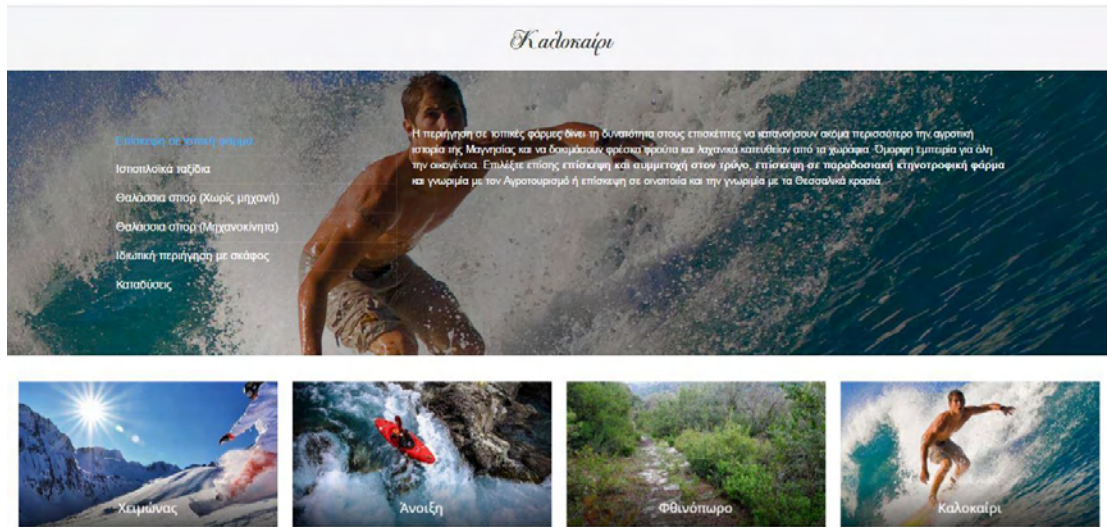 Καλοκαίρι
Επίσκεψη σε τοπική φάρμα
Ιστιοπλοϊκά ταξίδια
Θαλάσσια σπορ (Χωρίς μηχανή)
Θαλάσσια σπορ (Μηχανοκίνητα)
Ιδιωτική περιήγηση με σκάφος
Καταδύσεις
Η περιήγηση σε τοπικές φάρμες δίνει τη δυνατότητα στους επισκέπτες να κατανοήσουν ακόμα περισσότερο την αγροτική
ιστορία της Μαγνησίας και να δοκιμάσουν φρέσκα φρούτα και λαχανικά κατευθείαν από τα χωράφια. Όμορφη εμπειρία για όλη
την οικογένεια. Επιλέξτε επίσης επίσκεψη και συμμετοχή στον τρύγο, επίσκεψη σε παραδοσιακή κτηνοτροφική φάρμα
και γνωριμία με τον Αγροτουρισμό ή επίσκεψη σε οινοποιία και την γνωριμία με τα Θεσσαλικά κρασιά.
Χειμώνας
Άνοιξη
Φθινόπωρο
Καλοκαίρι